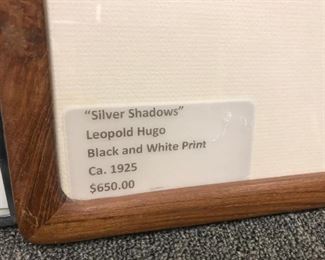 “Silver Shadows”
Leopold Hugo
Black and White Print
Ca. 1925
$650.00